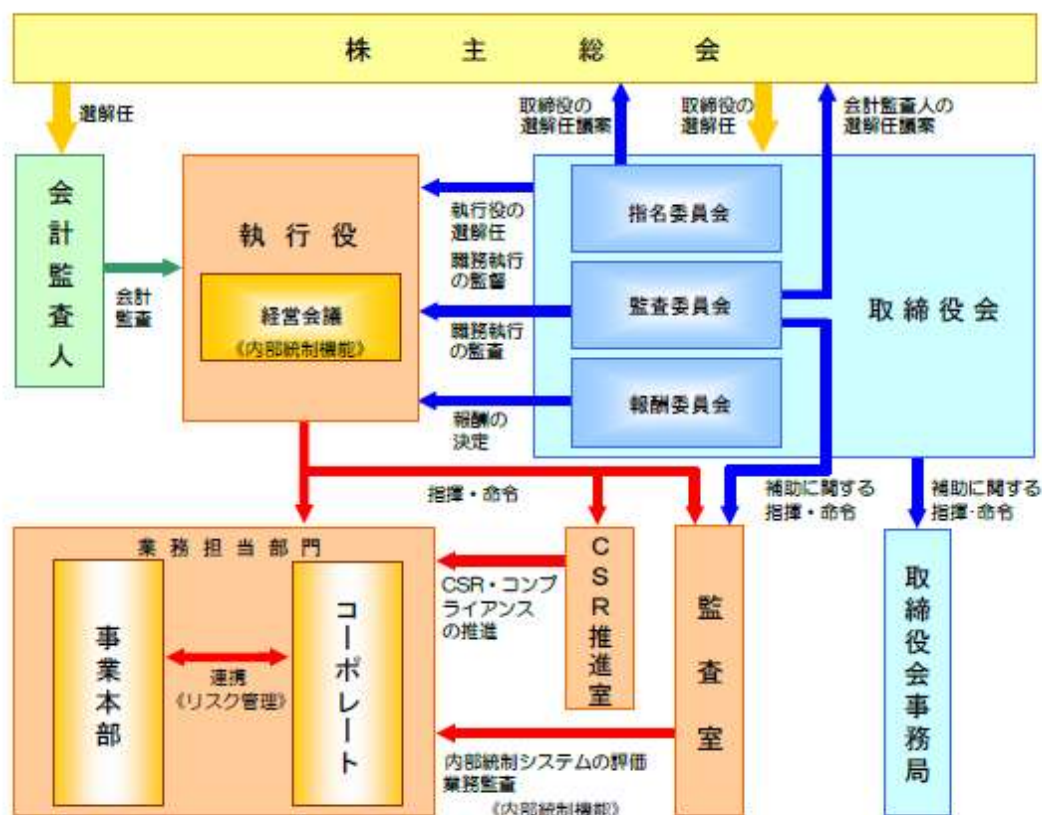 株主総会
選解任
取締役の
選解任議案
取締役の
選解任
会計監査人の
選解任議案
会計監査人
執行役
経営会議
《内部統制機能》
会計
監査
執行役の
選解任
職務執行
の監督
職務執行
の監査
報酬の
決定
指名委員会
監査委員会
報酬委員会
取締役会
指揮・命令
補助に関する
指揮・命令
補助に関する
指揮・命令
業務担当部門
事業本部
連携
《リスク管理》
コーポレート
CSR・コンプ
ライアンス
の推進
CSR推進室
監査室
取締役会事務局
内部統制システムの評価
業務監査
《内部統制機能》